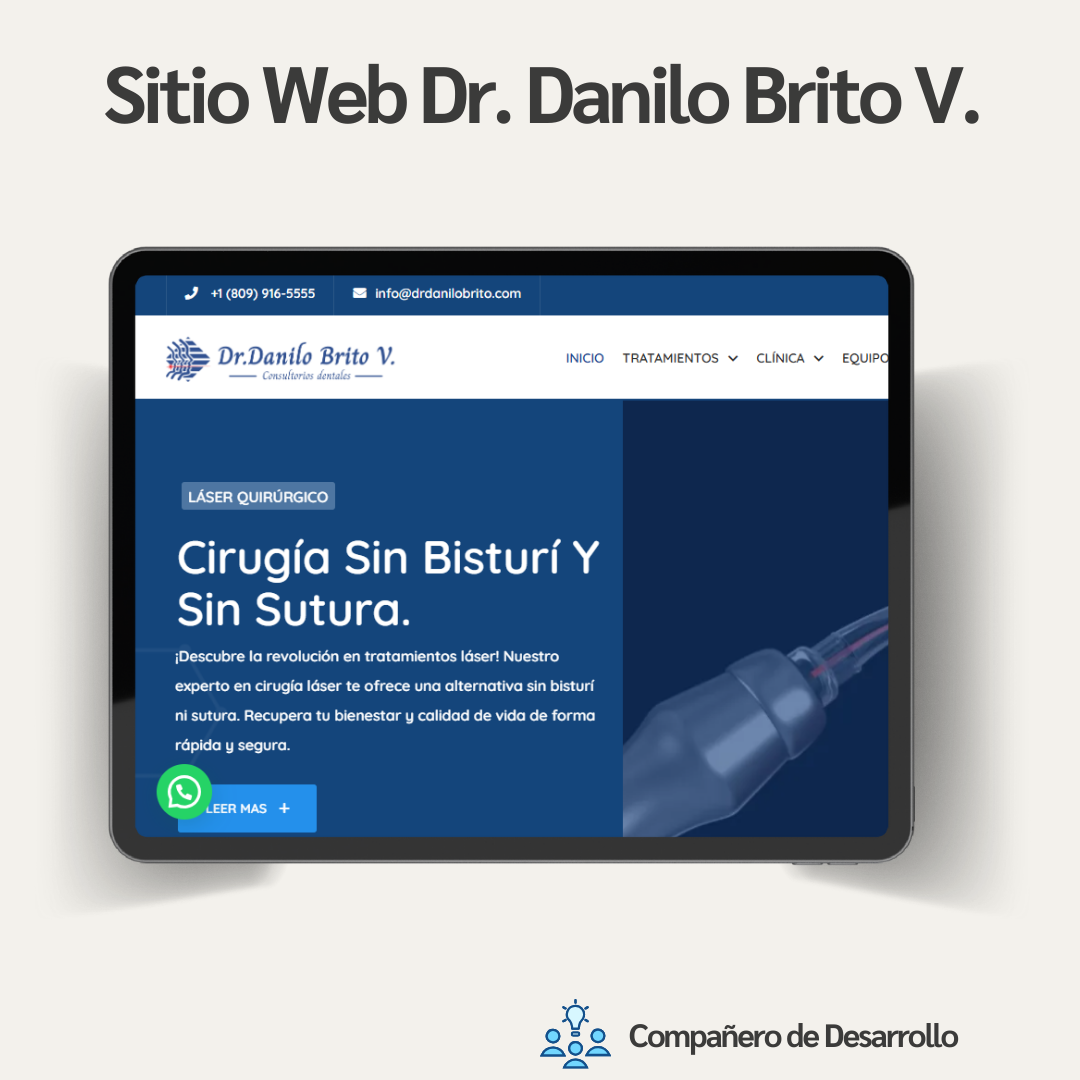 Sitio Web Dr. Danilo Brito V.
+1 (809) 916-5555 info@drdanilobrito.com
Dr.Danilo Brito V.
Consultorios dentales
INICIO TRATAMIENTOS CLÍNICA EQUIPO
LÁSER QUIRÚRGICO
Cirugía Sin Bisturí Y
Sin Sutura.
¡Descubre la revolución en tratamientos láser! Nuestro
experto en cirugía láser te ofrece una alternativa sin bisturí
ni sutura. Recupera tu bienestar y calidad de vida de forma
rápida y segura.
LEER MAS +
Compañero de Desarrollo